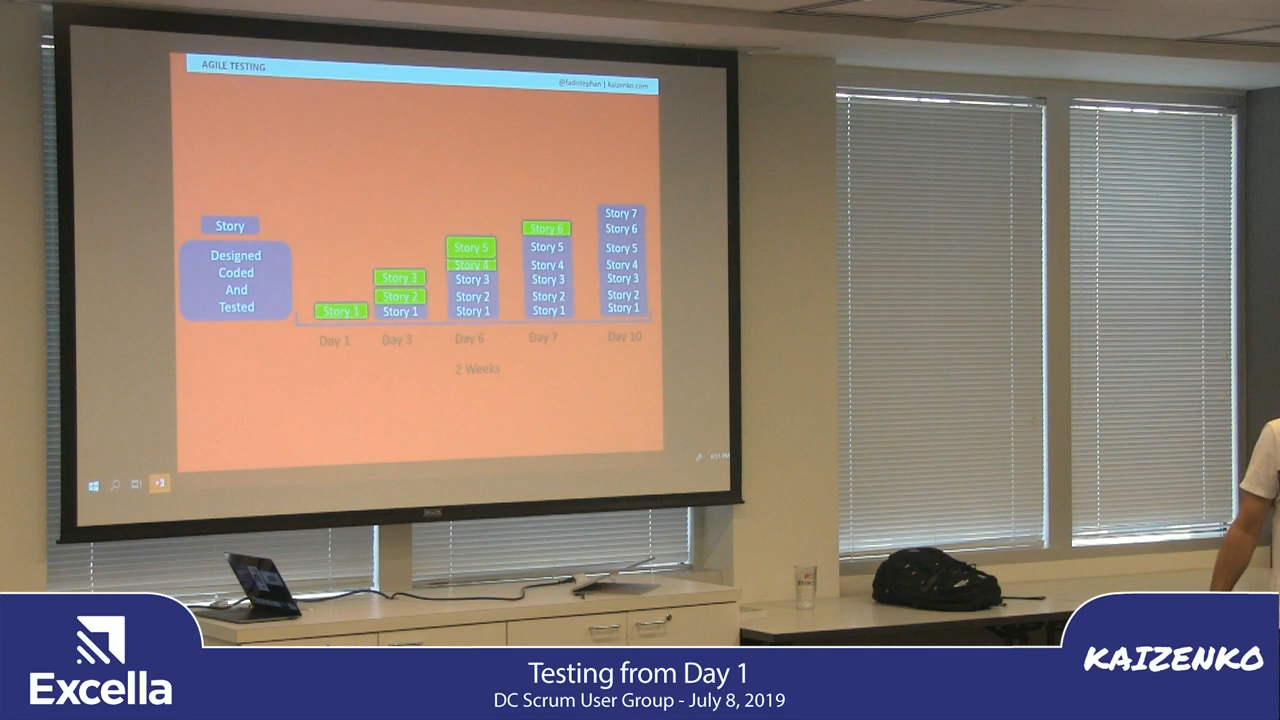 AGILE TESTING
@fadistephan | kaizenko.com
Story
Designed
Coded
And
Tested
Story 1
Story 3
Story 2
Story 1
Story 5
Story 4
Story 3
Story 2
Story 1
Story 6
Story 5
Story 4
Story 3
Story 2
Story 1
Story 7
Story 6
Story 5
Story 4
Story 3
Story 2
Story 1
Day 1
Day 3
Day 6
Day 7
Day 10
2 Weeks
6:51 PM
Excella
Testing from Day 1
DC Scrum User Group - July 8, 2019
KAIZENKO